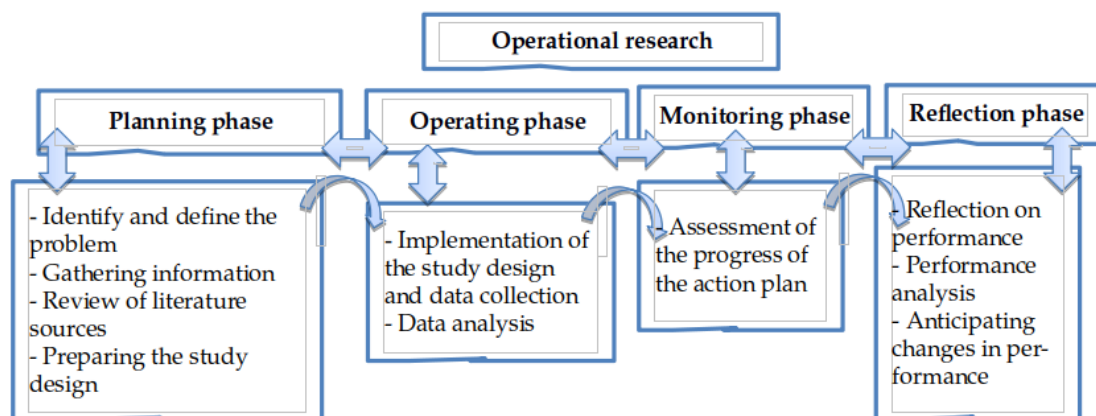 Operational research
Planning phase
Operating phase
Monitoring phase
Reflection phase
- Identify and define the
problem
- Gathering information
- Review of literature
sources
- Preparing the study
design
- Implementation of
the study design
and data collection
- Data analysis
- Assessment of
the progress of
the action plan
- Reflection on
performance
- Performance
analysis
- Anticipating
changes in per-
formance